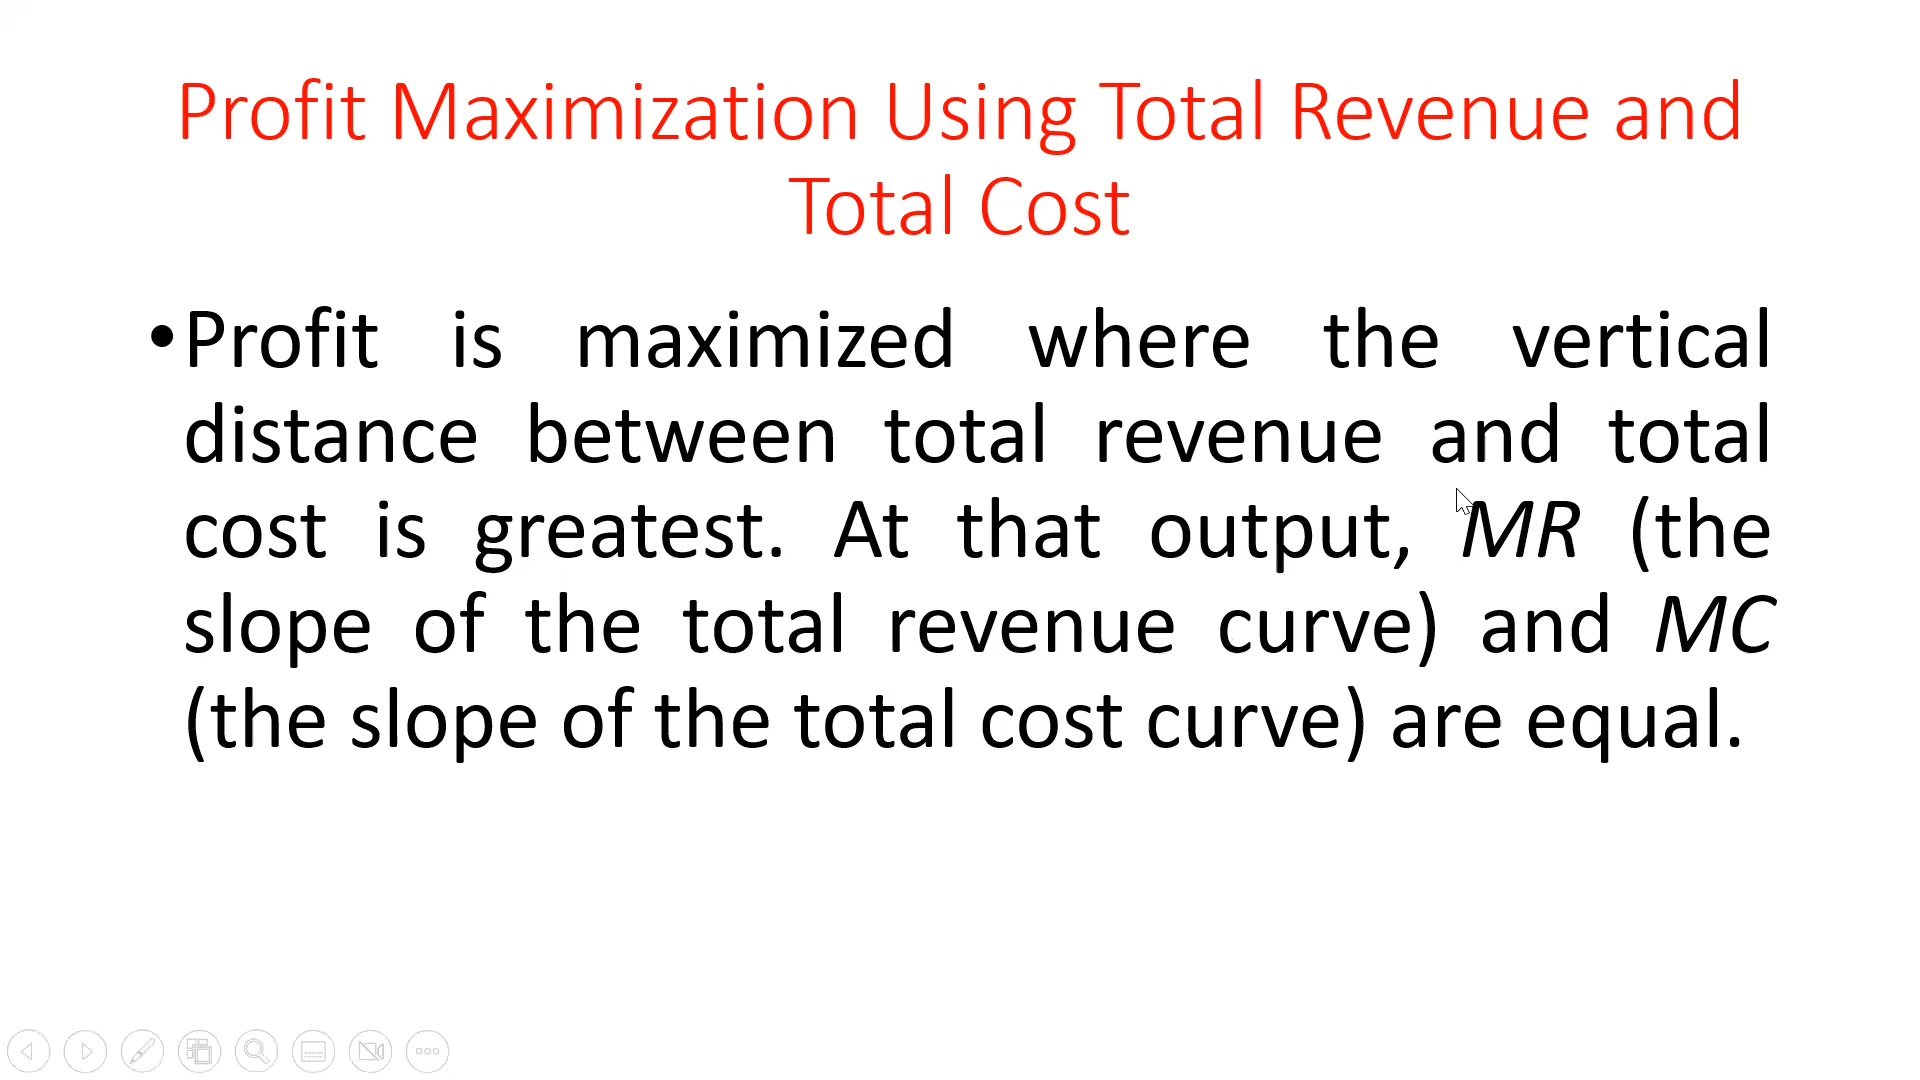 Profit Maximization Using Total Revenue and
Total Cost
•Profit is maximized where the vertical
distance between total revenue and total
cost is greatest. At that output, MR (the
slope of the total revenue curve) and MC
(the slope of the total cost curve) are equal.